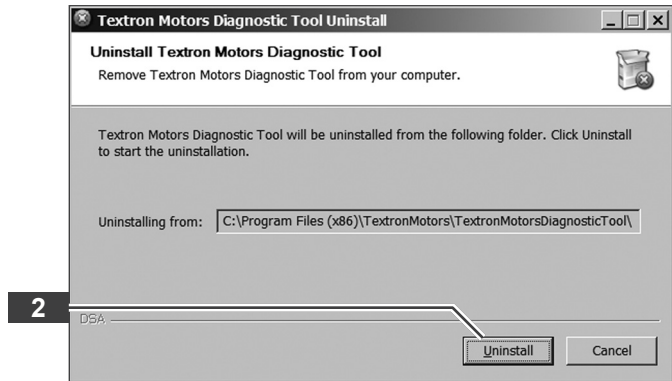 Textron Motors Diagnostic Tool Uninstall
Uninstall Textron Motors Diagnostic Tool
Remove Textron Motors Diagnostic Tool from your computer.
Textron Motors Diagnostic Tool will be uninstalled from the following folder. Click Uninstall
to start the uninstallation.
Uninstalling from: C:\Program Files (x86)\TextronMotors\TextronMotorsDiagnosticTool\
2
DSA
Uninstall Cancel